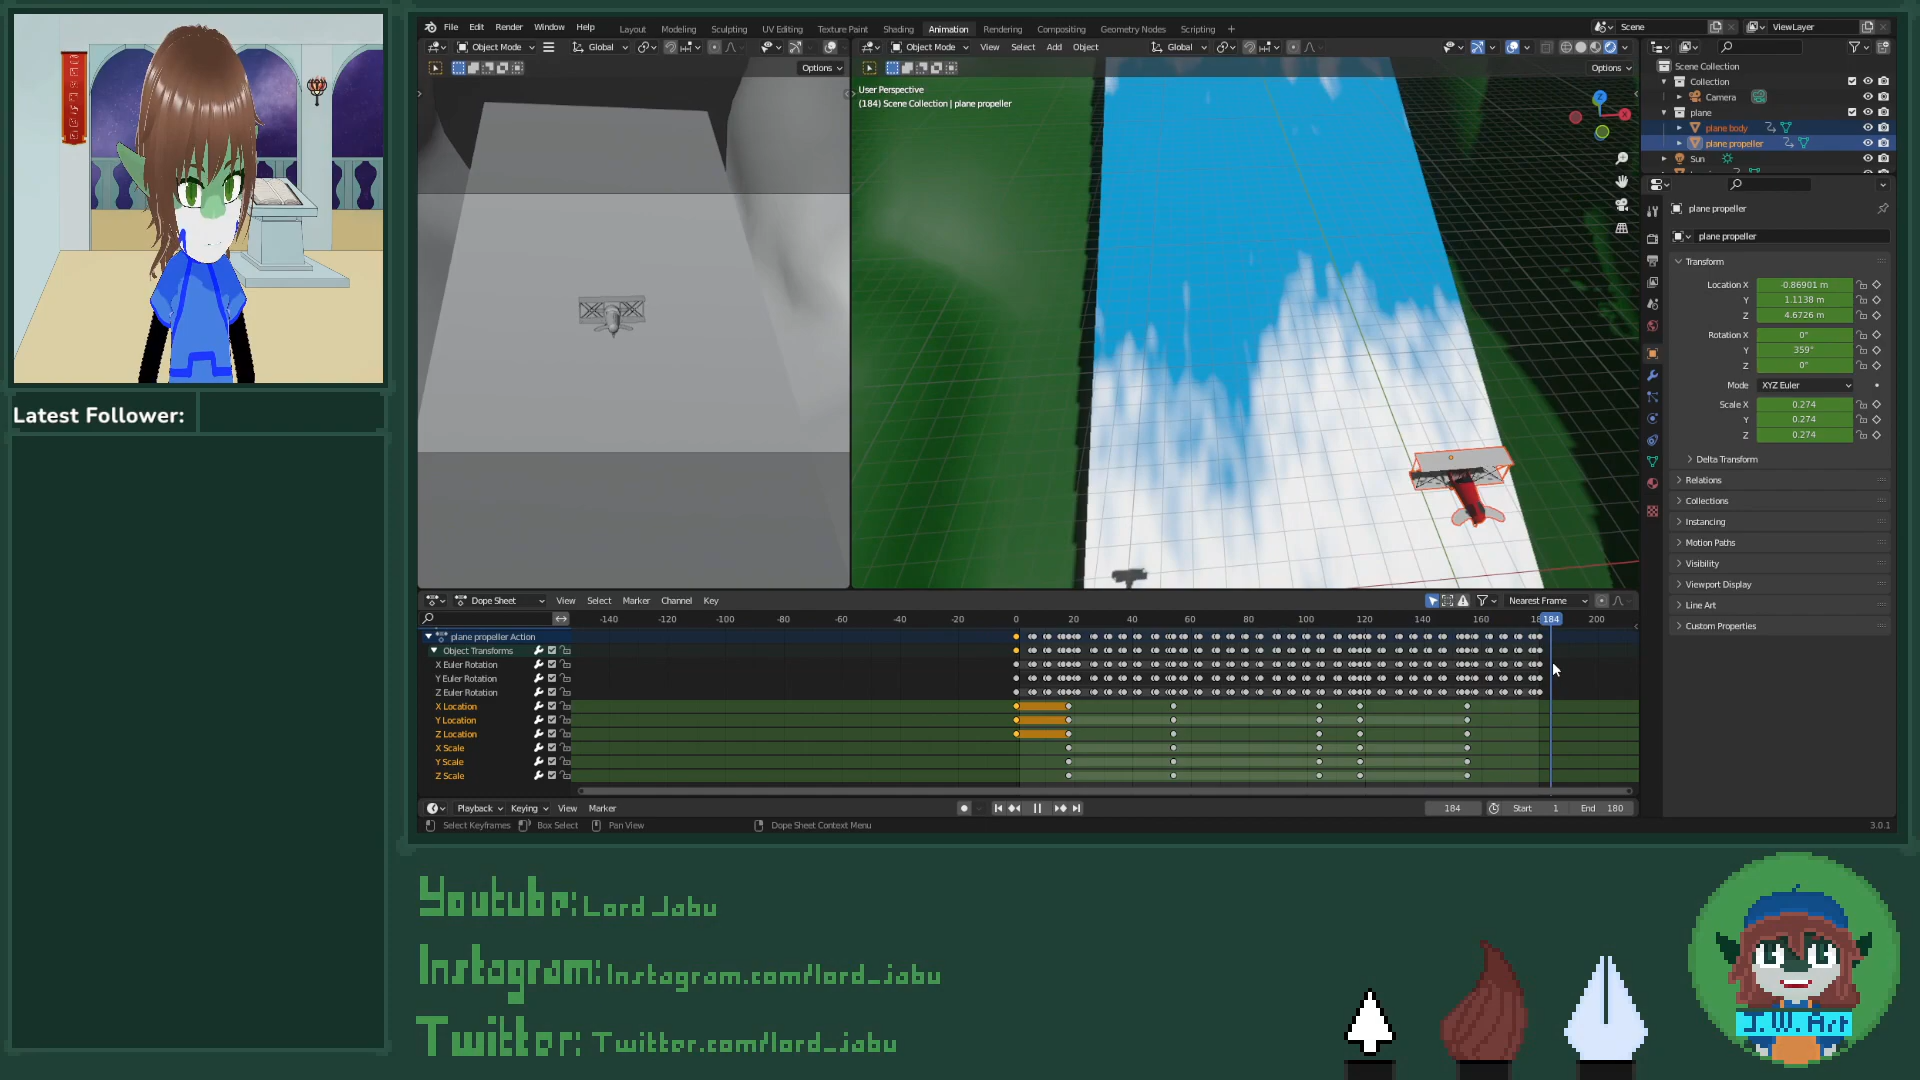 File Edit Render Window Help Layout Modeling Sculpting UV Editing Texture Paint Shading Animation Rendering Compositing Geometry Nodes Scripting + Scene ViewLayer
Object Mode Global Object Mode View Select Add Object Global
Options Options
User Perspective
(184) Scene Collection | plane propeller
Scene Collection
Collection
Camera
plane
plane body
plane propeller
Sun
plane propeller
plane propeller
Transform
Location X -0.86901 m
Y 1.1138 m
Z 4.6726 m
Rotation X 0°
Y 359°
Z 0°
Mode XYZ Euler
Scale X 0.274
Y 0.274
Z 0.274
Delta Transform
Relations
Collections
Instancing
Motion Paths
Visibility
Viewport Display
Line Art
Custom Properties
Latest Follower:
Dope Sheet View Select Marker Channel Key Nearest Frame
-140 -120 -100 -80 -60 -40 -20 0 20 40 60 80 100 120 140 160 184 200
plane propeller Action
Object Transforms
X Euler Rotation
Y Euler Rotation
Z Euler Rotation
X Location
Y Location
Z Location
X Scale
Y Scale
Z Scale
Playback Keying View Marker 184 Start 1 End 180
Select Keyframes Box Select Pan View Dope Sheet Context Menu 3.0.1
Youtube: Lord Jabu
Instagram: Instagram.com/lord_jabu
Twitter: Twitter.com/lord_jabu
J.W. Art